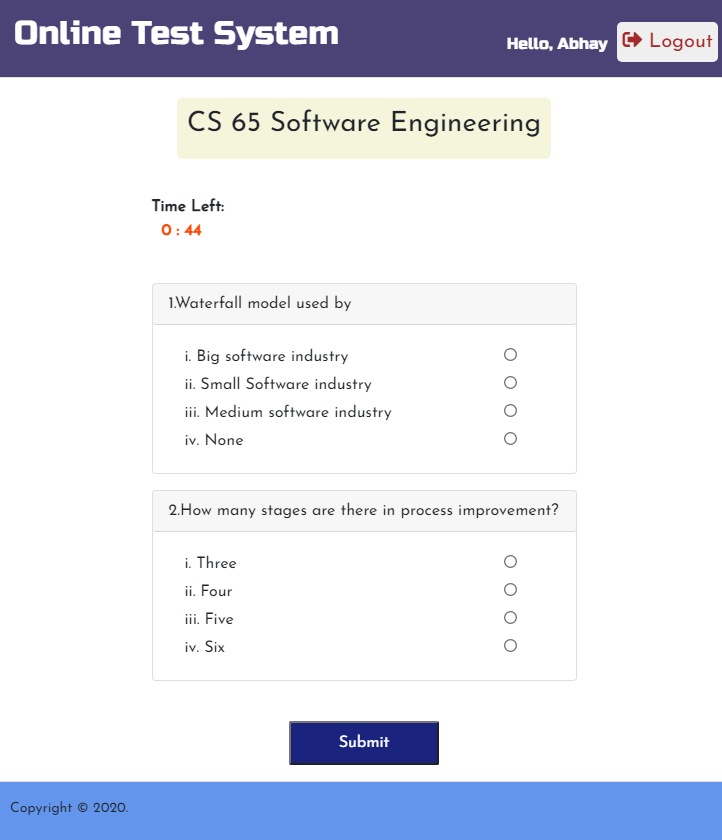 Online Test System
Hello, Abhay
Logout
CS 65 Software Engineering
Time Left:
0 : 44
1.Waterfall model used by
i. Big software industry
ii. Small Software industry
iii. Medium software industry
iv. None
2.How many stages are there in process improvement?
i. Three
ii. Four
iii. Five
iv. Six
Submit
Copyright © 2020.